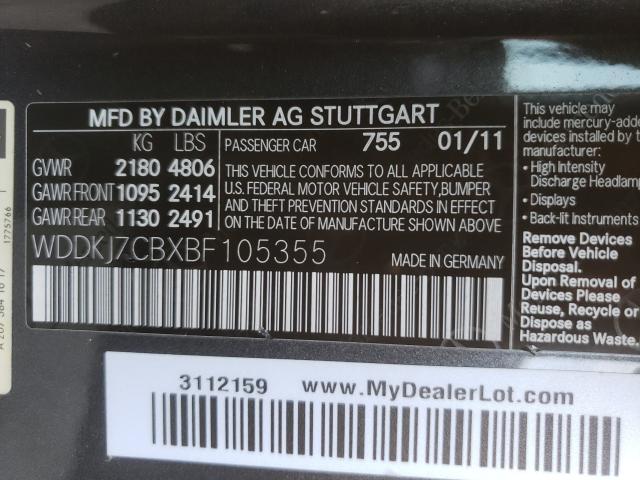 MFD BY DAIMLER AG STUTTGART
KG LBS
GVWR 2180 4806
GAWR FRONT 1095 2414
GAWR REAR 1130 2491
PASSENGER CAR 755 01/11
THIS VEHICLE CONFORMS TO ALL APPLICABLE
U.S. FEDERAL MOTOR VEHICLE SAFETY,BUMPER
AND THEFT PREVENTION STANDARDS IN EFFECT
ON THE DATE OF MANUFACTURE SHOWN ABOVE
WDDKJ7CBXBF105355
MADE IN GERMANY
This vehicle may
include mercury-added
devices installed by the
manufacturer:
• High Intensity
Discharge Headlamp
• Back-lit Instruments
Remove Devices
Before Vehicle
Disposal.
Upon Removal of
Devices Please
Reuse, Recycle or
Dispose as
Hazardous Waste.
1775766
3112159 www.MyDealerLot.com